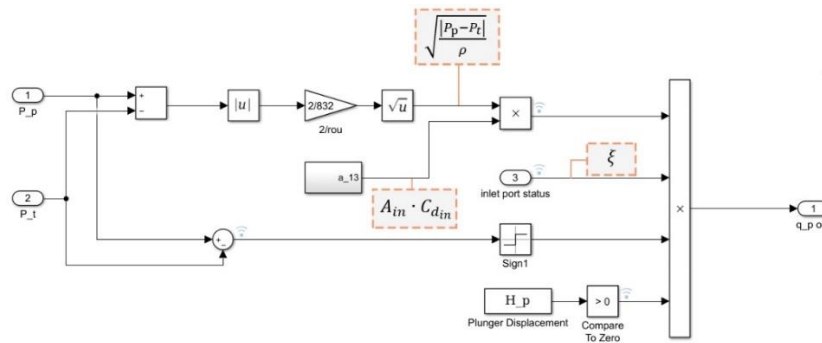 √(|P_p−P_t|/ρ)
1
P_p
+
−
|u|
2/832
2/rou
√u
×
a_13
A_in · C_d_in
3
inlet port status
ξ
2
P_t
+
−
Sign1
H_p
Plunger Displacement
> 0
Compare
To Zero
×
1
q_p o